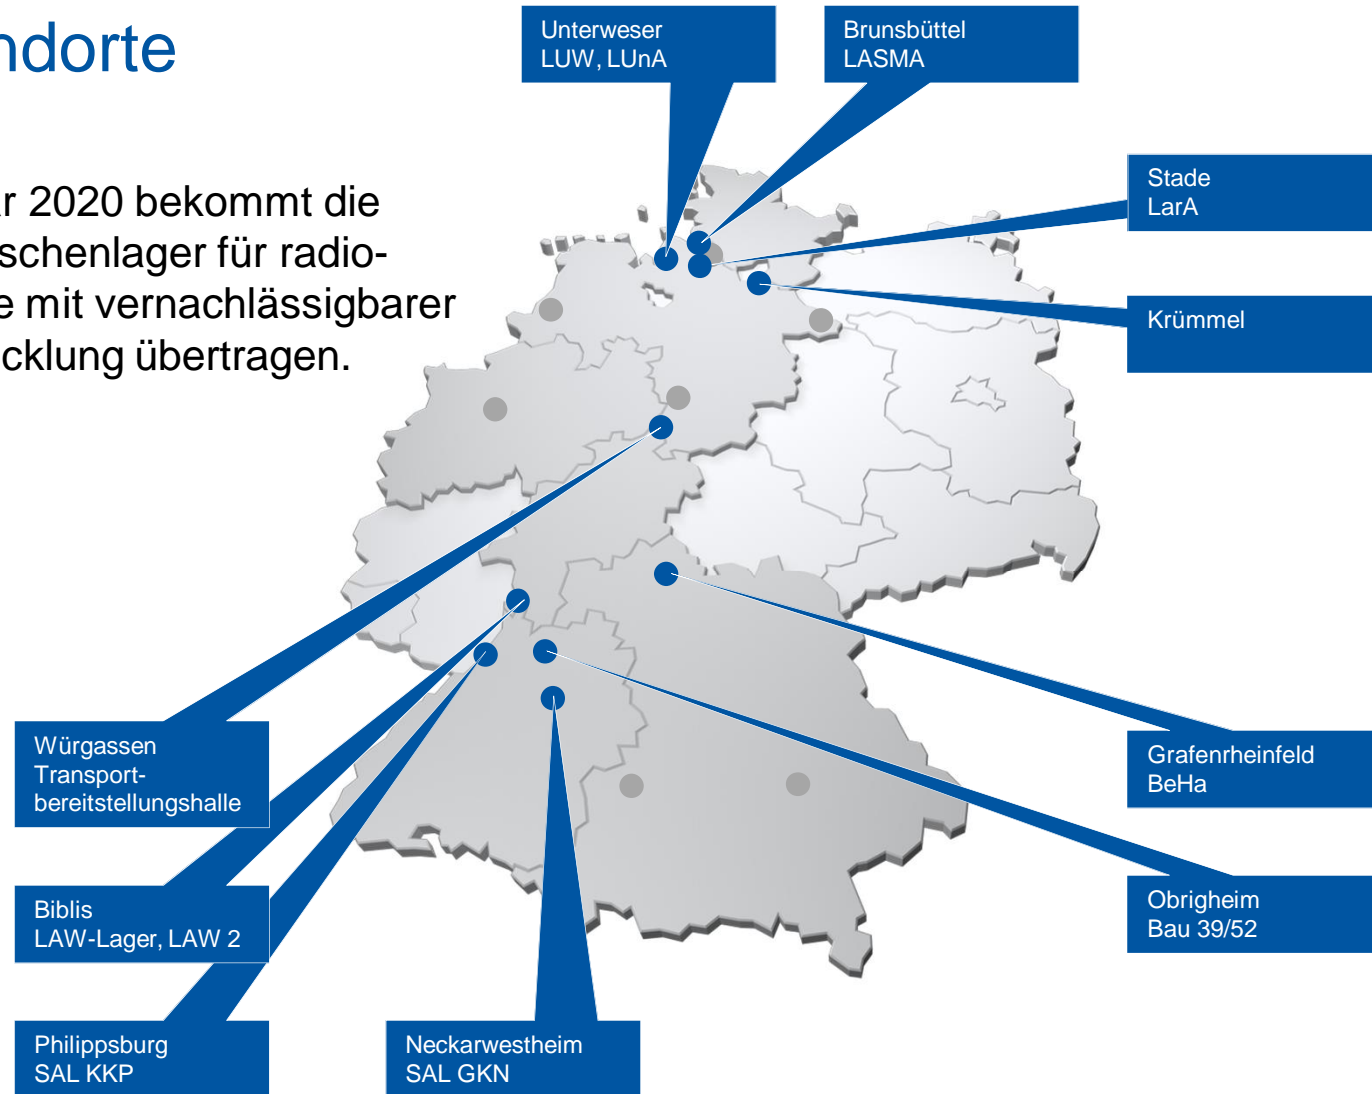 ndorte
r 2020 bekommt die
schenlager für radio-
e mit vernachlässigbarer
cklung übertragen.
Unterweser
LUW, LUnA
Brunsbüttel
LASMA
Stade
LarA
Krümmel
Würgassen
Transport-
bereitstellungshalle
Grafenrheinfeld
BeHa
Biblis
LAW-Lager, LAW 2
Obrigheim
Bau 39/52
Philippsburg
SAL KKP
Neckarwestheim
SAL GKN